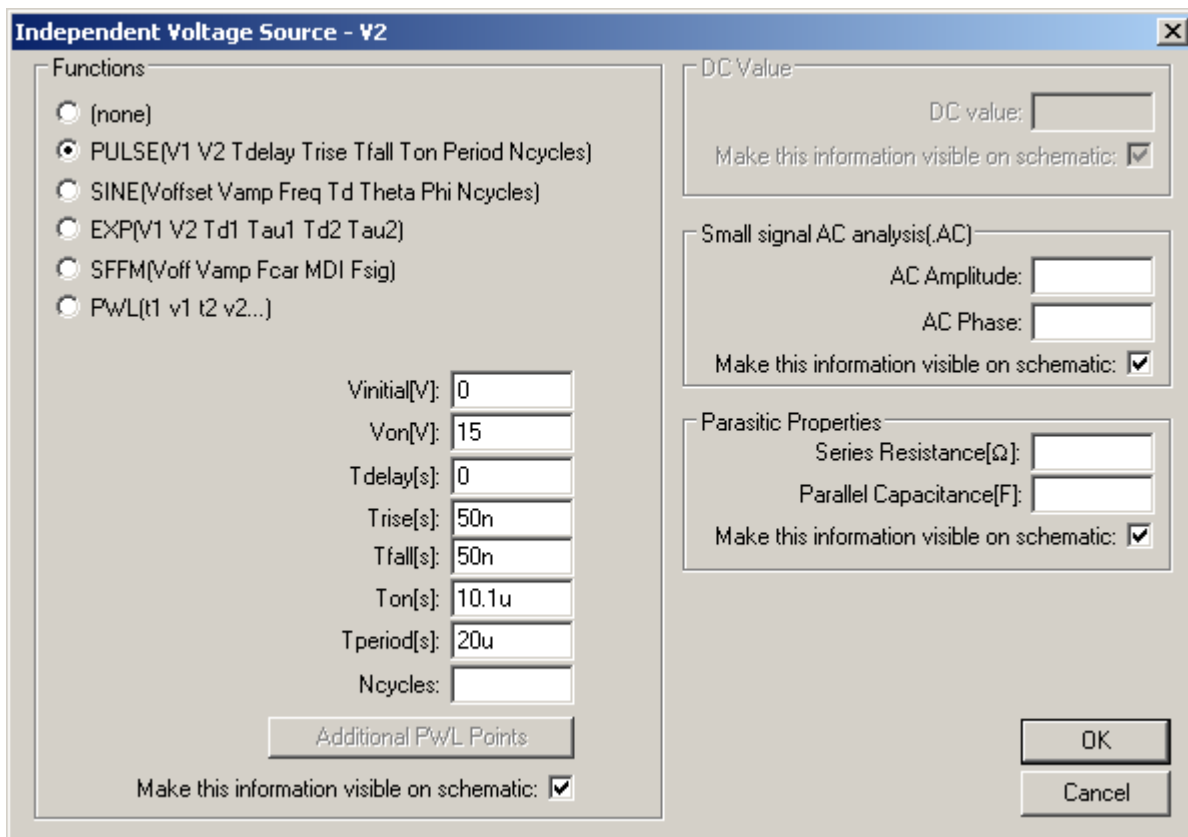 Independent Voltage Source - V2
Functions
(none)
PULSE(V1 V2 Tdelay Trise Tfall Ton Period Ncycles)
SINE(Voffset Vamp Freq Td Theta Phi Ncycles)
EXP(V1 V2 Td1 Tau1 Td2 Tau2)
SFFM(Voff Vamp Fcar MDI Fsig)
PWL(t1 v1 t2 v2...)
Vinitial[V]: 0
Von[V]: 15
Tdelay[s]: 0
Trise[s]: 50n
Tfall[s]: 50n
Ton[s]: 10.1u
Tperiod[s]: 20u
Ncycles:
Additional PWL Points
Make this information visible on schematic:
DC Value
DC value:
Make this information visible on schematic:
Small signal AC analysis(.AC)
AC Amplitude:
AC Phase:
Make this information visible on schematic:
Parasitic Properties
Series Resistance[Ω]:
Parallel Capacitance[F]:
Make this information visible on schematic:
OK
Cancel